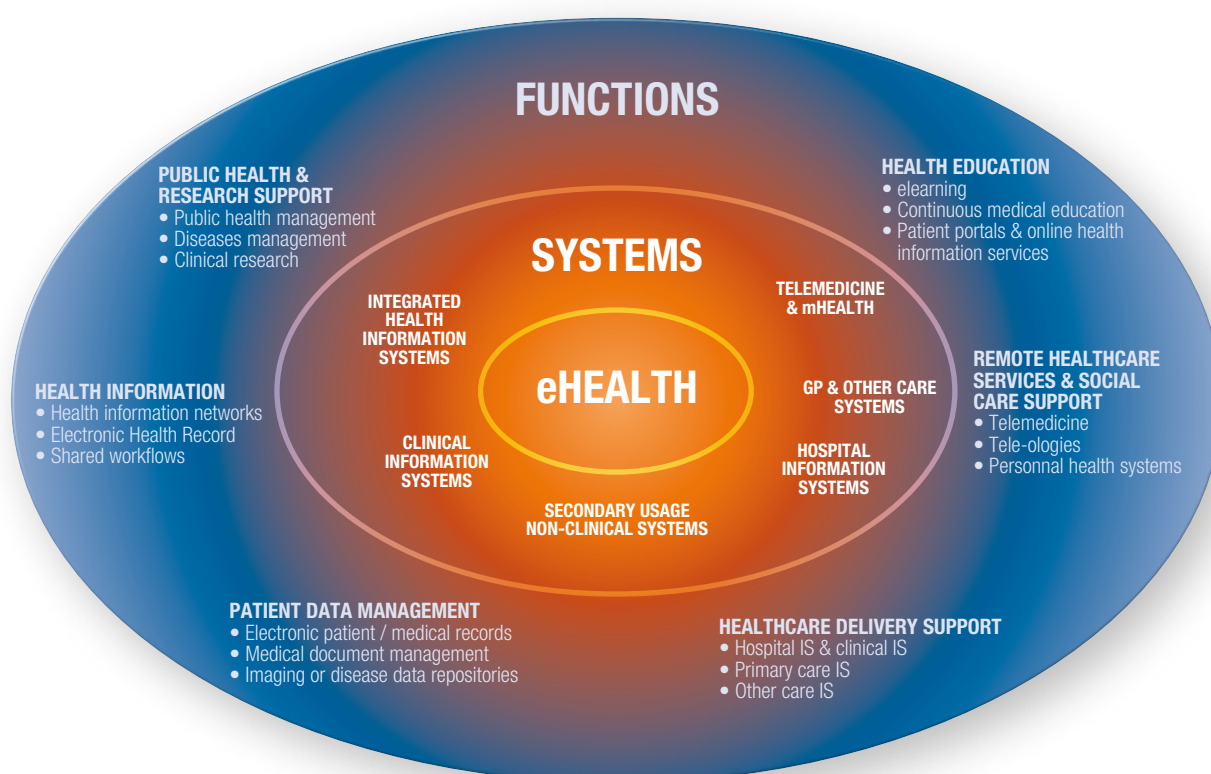 FUNCTIONS
PUBLIC HEALTH &
RESEARCH SUPPORT
• Public health management
• Diseases management
• Clinical research
HEALTH EDUCATION
• elearning
• Continuous medical education
• Patient portals & online health
information services
SYSTEMS
INTEGRATED
HEALTH
INFORMATION
SYSTEMS
TELEMEDICINE
& mHEALTH
eHEALTH
GP & OTHER CARE
SYSTEMS
CLINICAL
INFORMATION
SYSTEMS
HOSPITAL
INFORMATION
SYSTEMS
SECONDARY USAGE
NON-CLINICAL SYSTEMS
HEALTH INFORMATION
• Health information networks
• Electronic Health Record
• Shared workflows
REMOTE HEALTHCARE
SERVICES & SOCIAL
CARE SUPPORT
• Telemedicine
• Tele-ologies
• Personnal health systems
PATIENT DATA MANAGEMENT
• Electronic patient / medical records
• Medical document management
• Imaging or disease data repositories
HEALTHCARE DELIVERY SUPPORT
• Hospital IS & clinical IS
• Primary care IS
• Other care IS